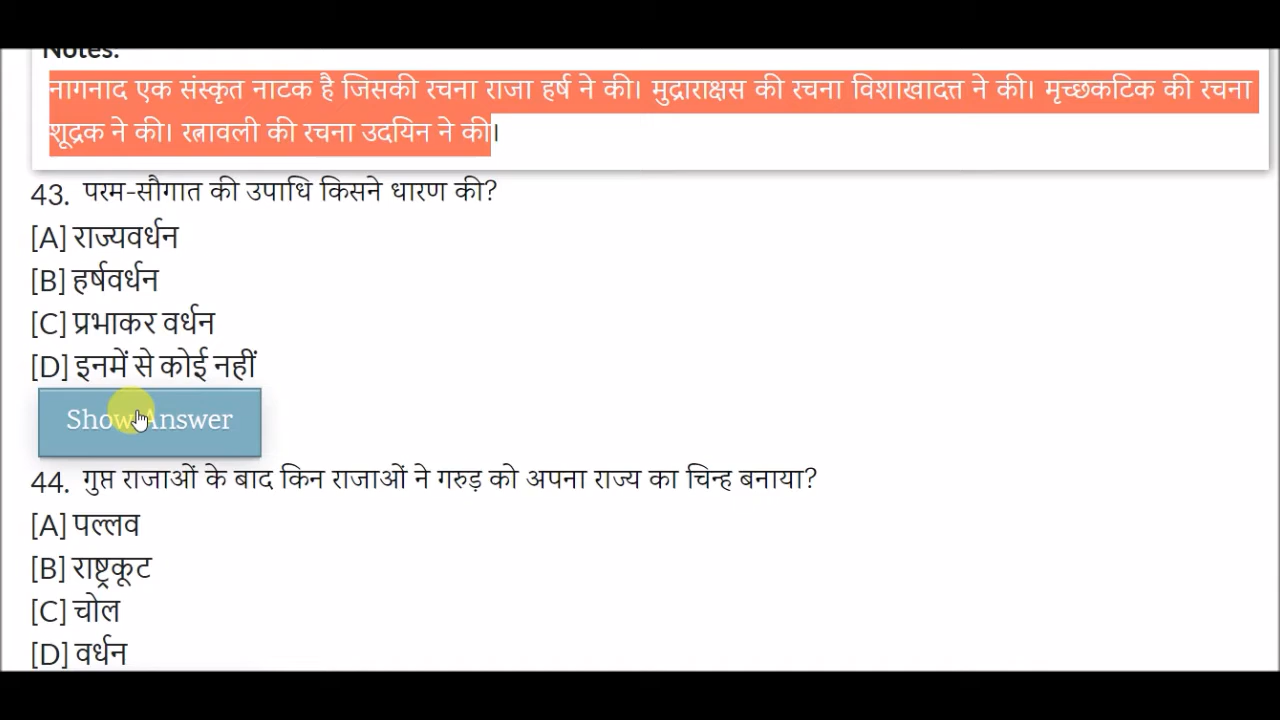 Notes:
नागनाद एक संस्कृत नाटक है जिसकी रचना राजा हर्ष ने की। मुद्राराक्षस की रचना विशाखादत्त ने की। मृच्छकटिक की रचना
शूद्रक ने की। रत्नावली की रचना उदयिन ने की।
43. परम-सौगात की उपाधि किसने धारण की?
[A] राज्यवर्धन
[B] हर्षवर्धन
[C] प्रभाकर वर्धन
[D] इनमें से कोई नहीं
Show Answer
44. गुप्त राजाओं के बाद किन राजाओं ने गरुड़ को अपना राज्य का चिन्ह बनाया?
[A] पल्लव
[B] राष्ट्रकूट
[C] चोल
[D] वर्धन